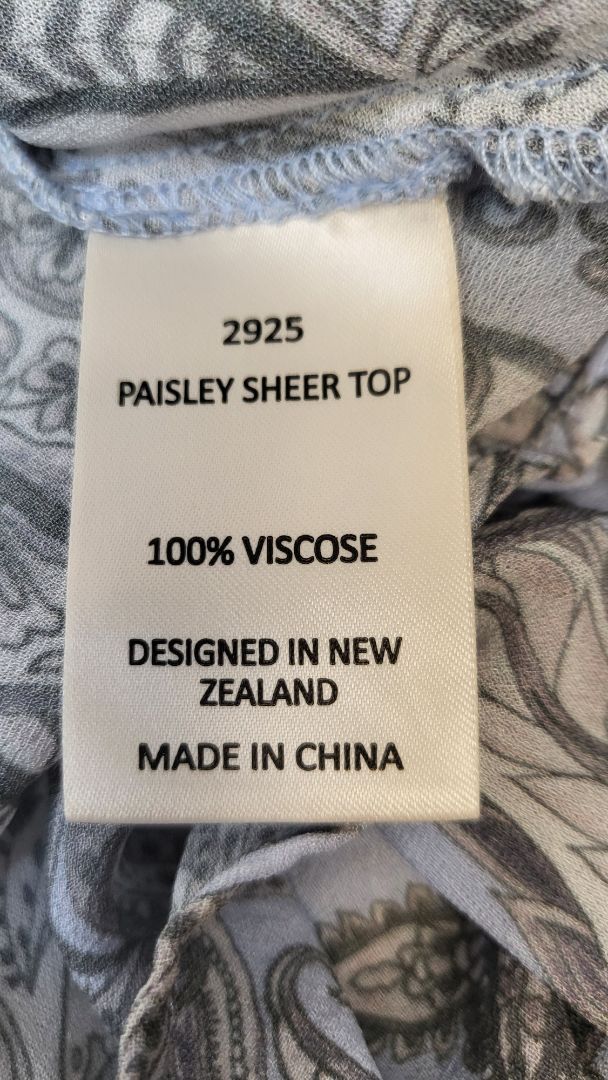 2925
PAISLEY SHEER TOP
100% VISCOSE
DESIGNED IN NEW
ZEALAND
MADE IN CHINA